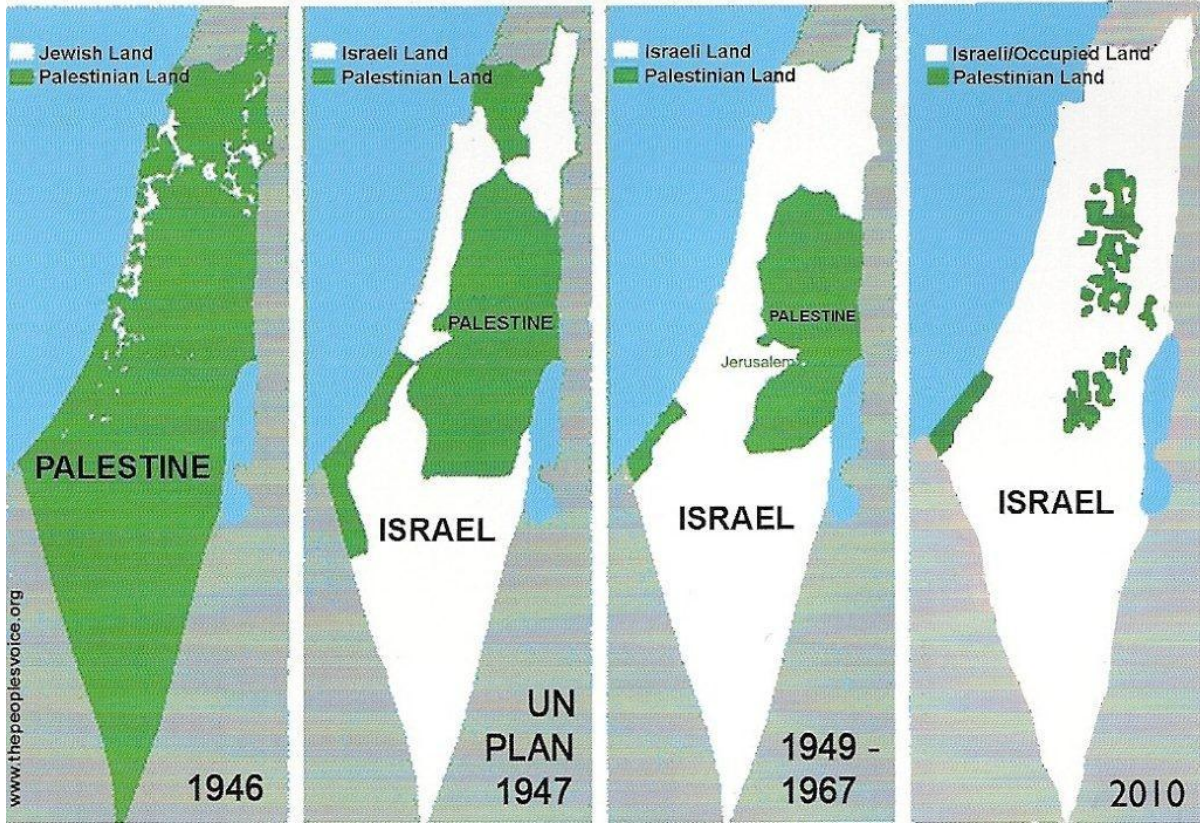 Jewish Land
Palestinian Land
PALESTINE
1946
www.thepeoplesvoice.org
Israeli Land
Palestinian Land
PALESTINE
ISRAEL
UN
PLAN
1947
Israeli Land
Palestinian Land
PALESTINE
Jerusalem
ISRAEL
1949 -
1967
Israeli/Occupied Land
Palestinian Land
ISRAEL
2010